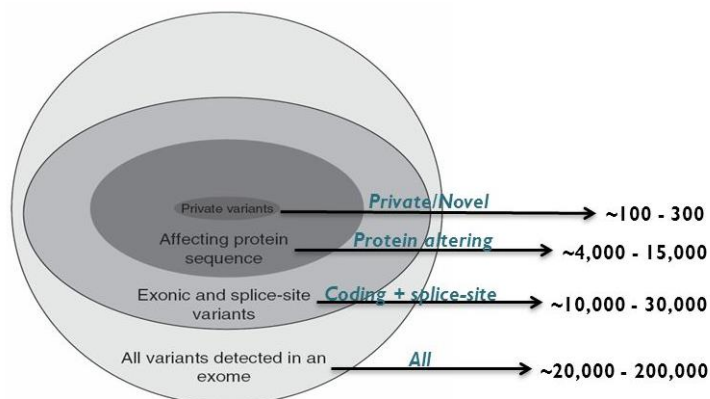 Private variants
Private/Novel
~100 - 300
Affecting protein
sequence
Protein altering
~4,000 - 15,000
Exonic and splice-site
variants
Coding + splice-site
~10,000 - 30,000
All variants detected in an
exome
All
~20,000 - 200,000